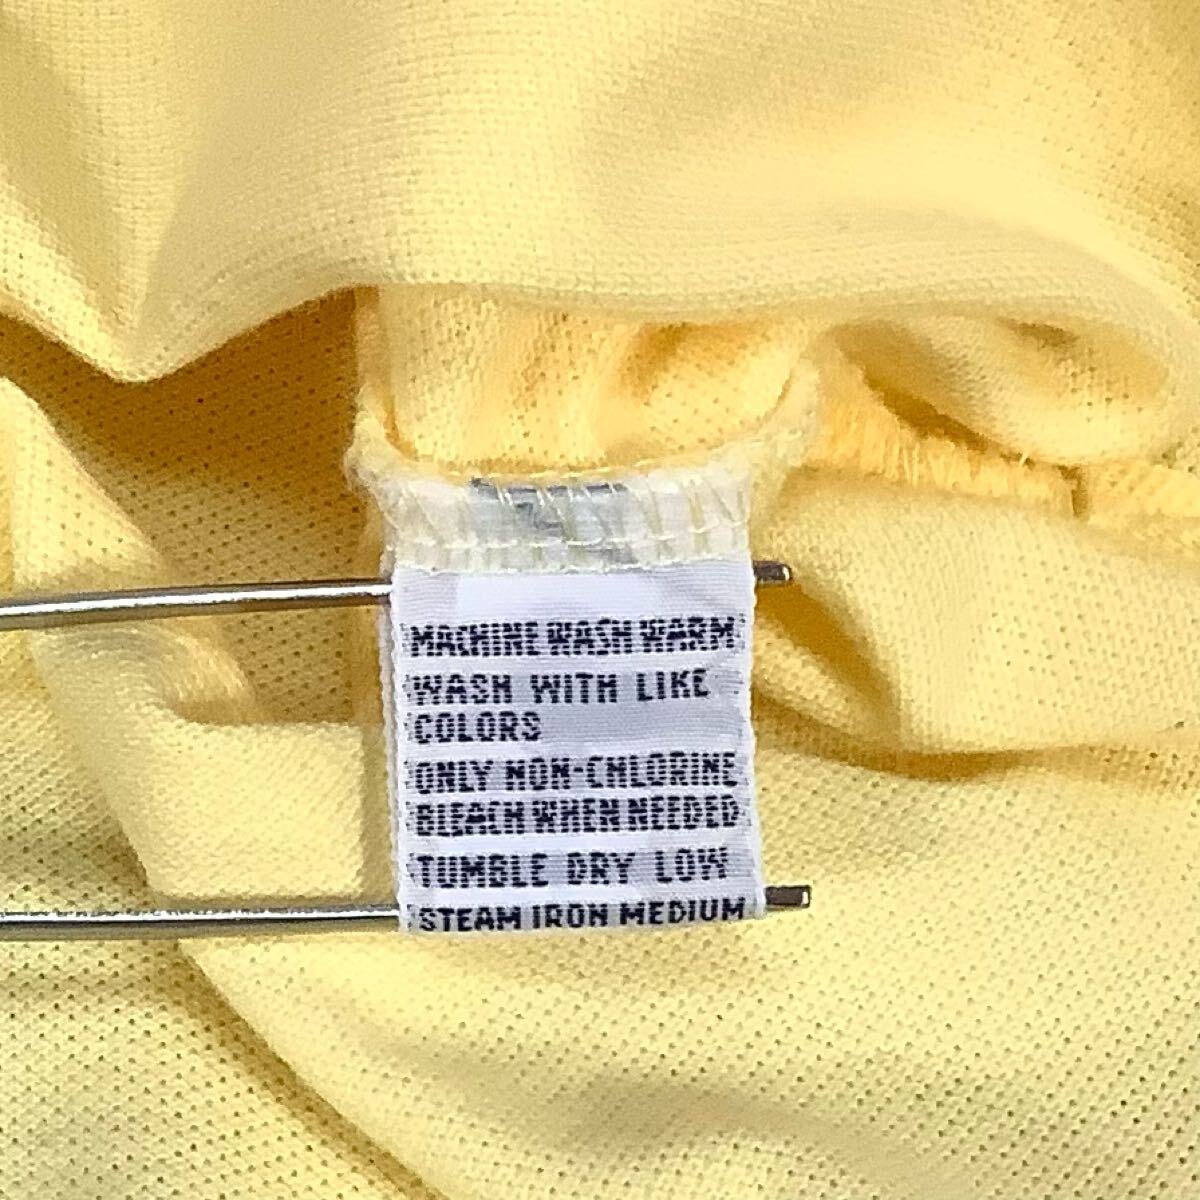 MACHINE WASH WARM
WASH WITH LIKE
COLORS
ONLY NON-CHLORINE
BLEACH WHEN NEEDED
TUMBLE DRY LOW
STEAM IRON MEDIUM